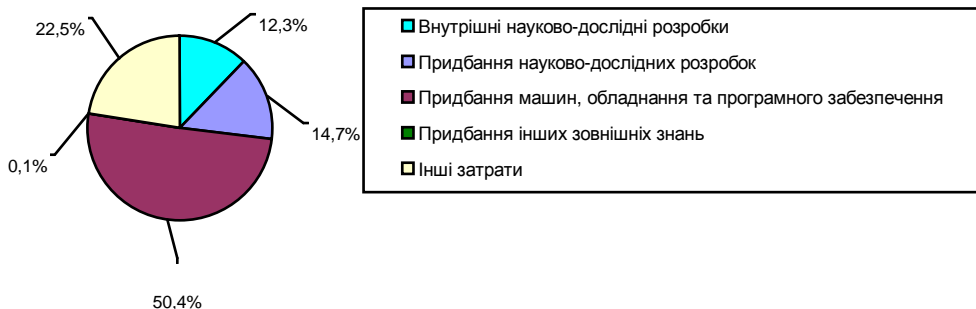 22,5%
12,3%
14,7%
0,1%
50,4%
Внутрішні науково-дослідні розробки
Придбання науково-дослідних розробок
Придбання машин, обладнання та програмного забезпечення
Придбання інших зовнішніх знань
Інші затрати